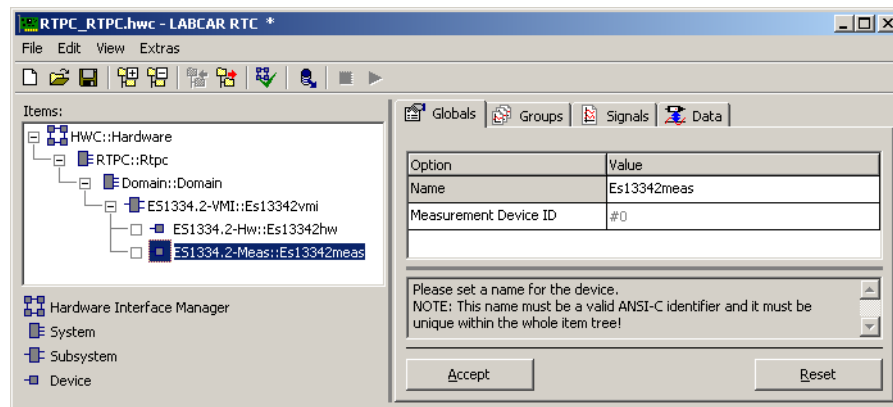 RTPC_RTPC.hwc - LABCAR RTC *
File Edit View Extras
Items:
HWC::Hardware
RTPC::Rtpc
Domain::Domain
ES1334.2-VMI::Es13342vmi
ES1334.2-Hw::Es13342hw
ES1334.2-Meas::Es13342meas
Hardware Interface Manager
System
Subsystem
Device
Globals Groups Signals Data
Option Value
Name Es13342meas
Measurement Device ID #0
Please set a name for the device.
NOTE: This name must be a valid ANSI-C identifier and it must be
unique within the whole item tree!
Accept Reset